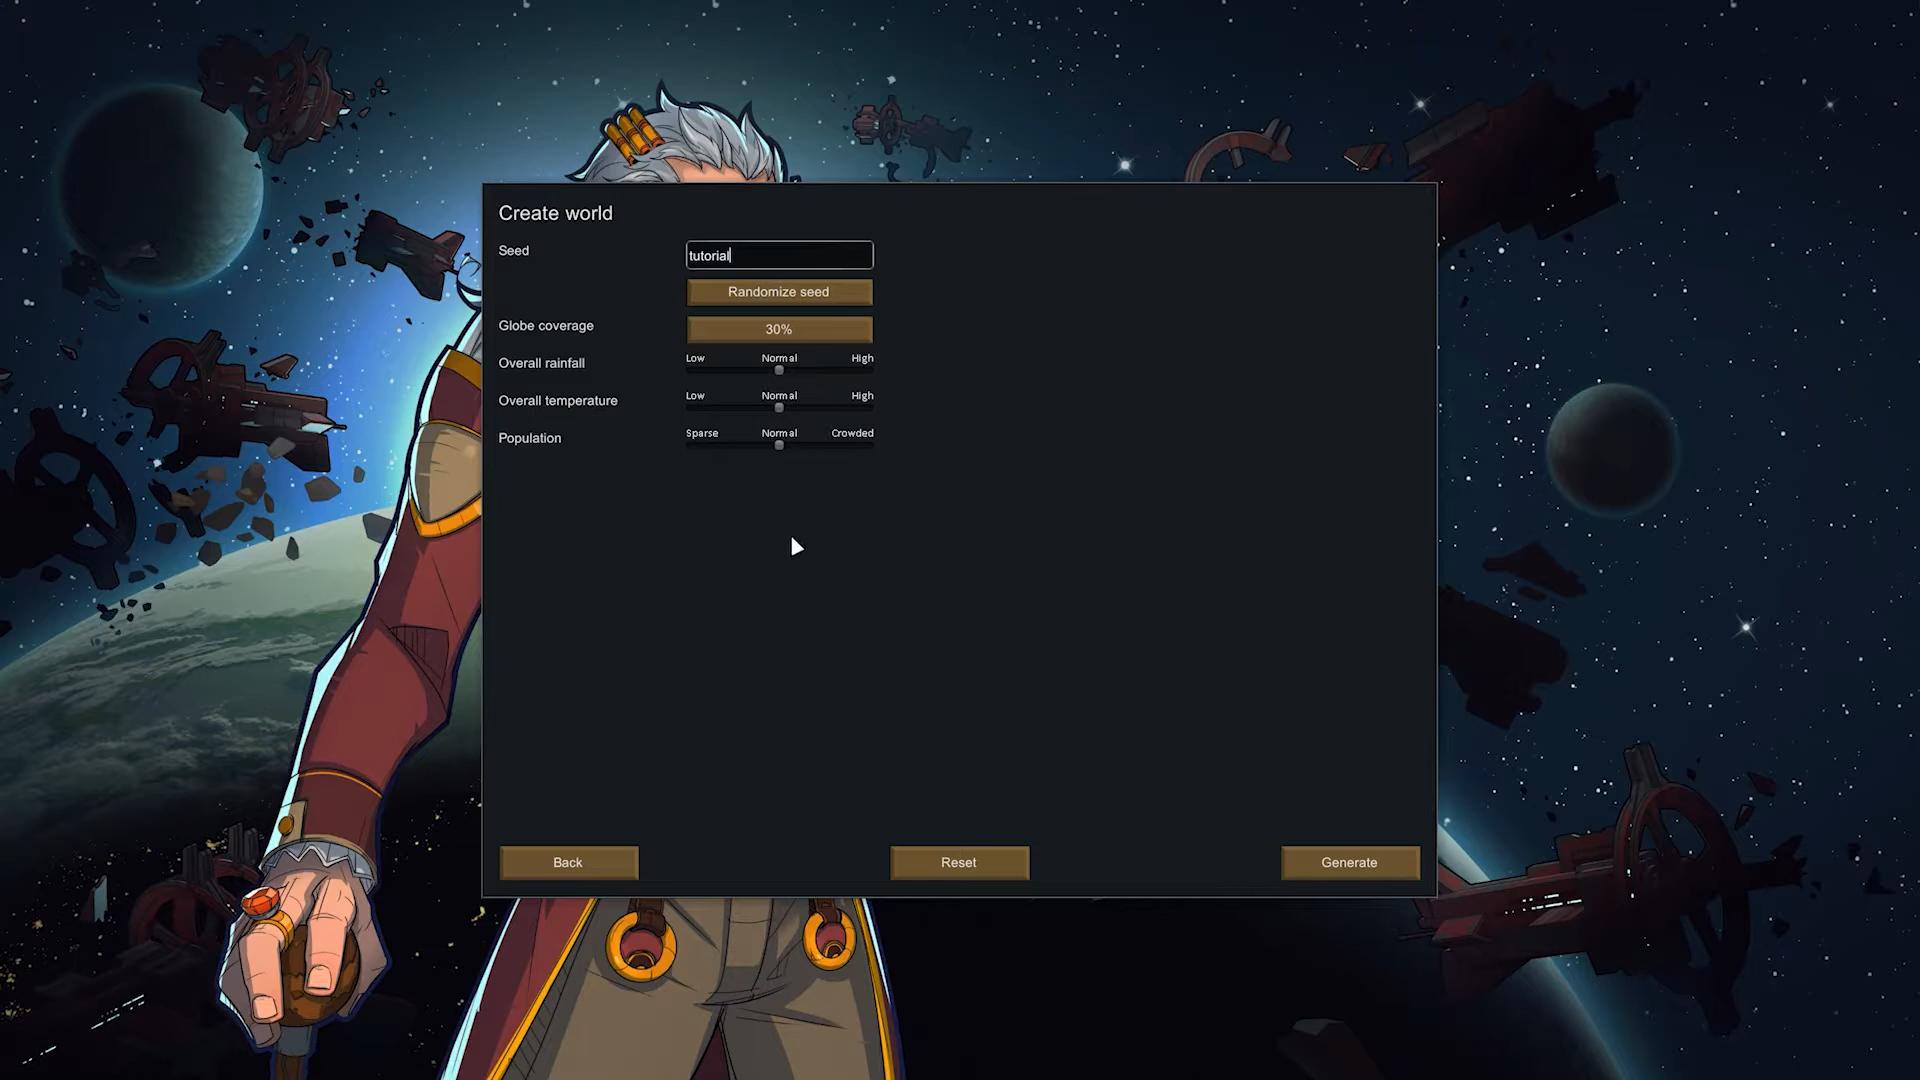 Create world
Seed
tutorial
Randomize seed
Globe coverage
30%
Overall rainfall
Low Normal High
Overall temperature
Low Normal High
Population
Sparse Normal Crowded
Back Reset Generate